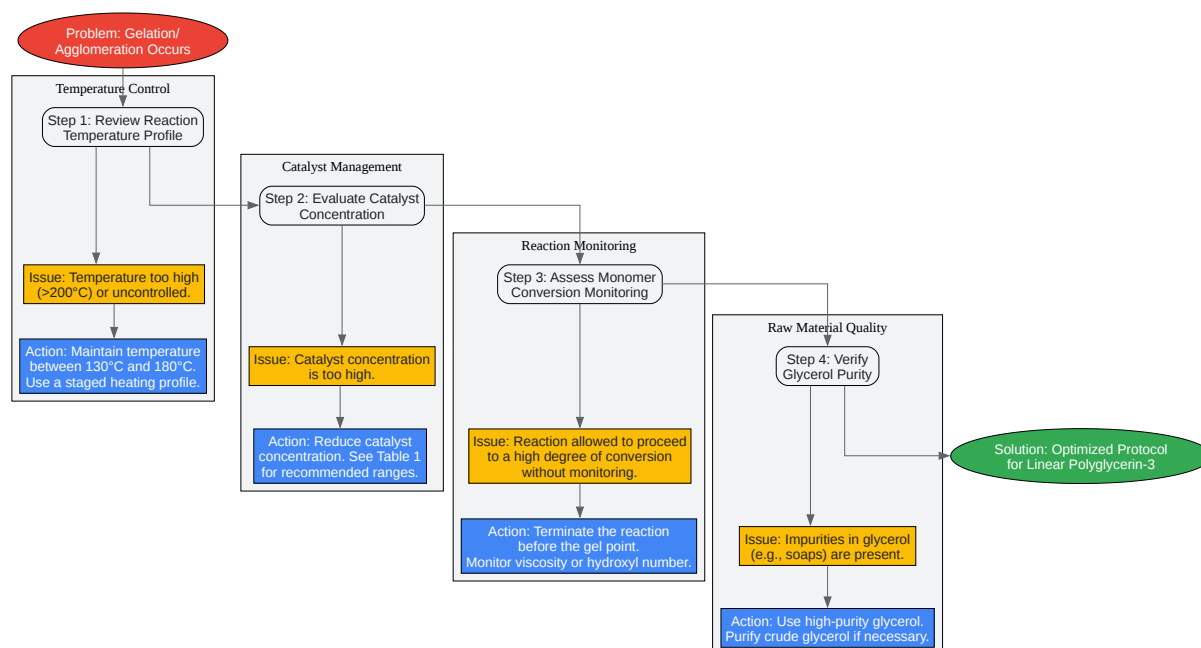 Problem: Gelation/
Agglomeration Occurs
Temperature Control
Step 1: Review Reaction
Temperature Profile
Issue: Temperature too high
(>200°C) or uncontrolled.
Action: Maintain temperature
between 130°C and 180°C.
Use a staged heating profile.
Catalyst Management
Step 2: Evaluate Catalyst
Concentration
Issue: Catalyst concentration
is too high.
Action: Reduce catalyst
concentration. See Table 1
for recommended ranges.
Reaction Monitoring
Step 3: Assess Monomer
Conversion Monitoring
Issue: Reaction allowed to proceed
to a high degree of conversion
without monitoring.
Action: Terminate the reaction
before the gel point.
Monitor viscosity or hydroxyl number.
Raw Material Quality
Step 4: Verify
Glycerol Purity
Issue: Impurities in glycerol
(e.g., soaps) are present.
Action: Use high-purity glycerol.
Purify crude glycerol if necessary.
Solution: Optimized Protocol
for Linear Polyglycerin-3